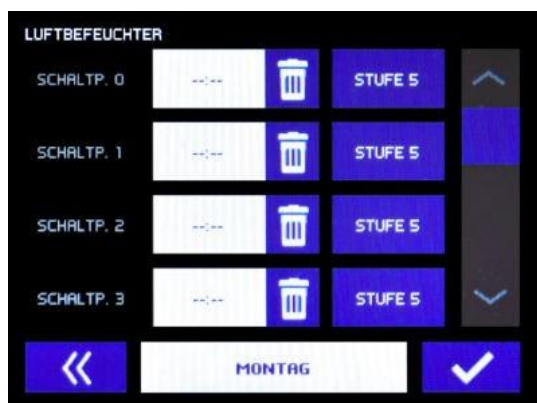 LUFTBEFEUCHTER
SCHALTP. 0 --:-- STUFE 5
SCHALTP. 1 --:-- STUFE 5
SCHALTP. 2 --:-- STUFE 5
SCHALTP. 3 --:-- STUFE 5
MONTAG